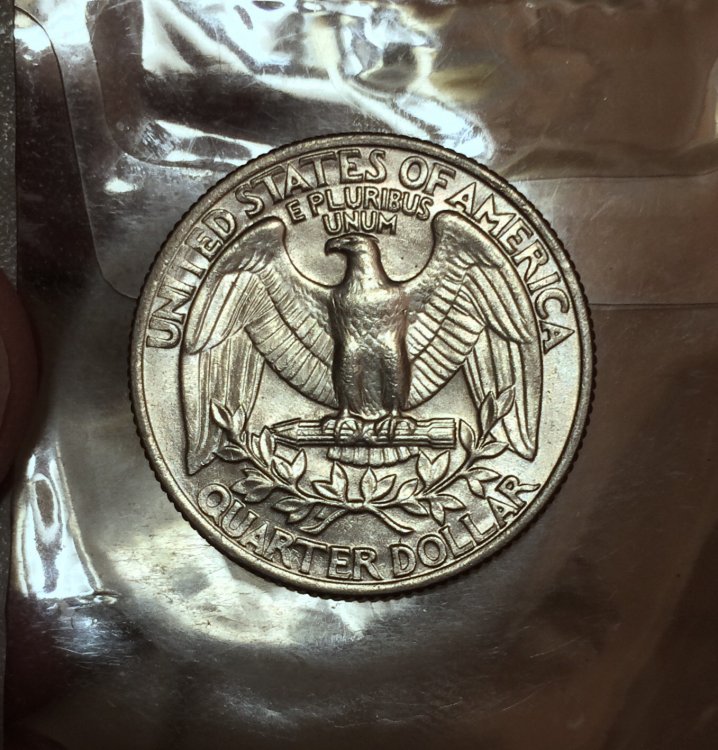 UNITED STATES OF AMERICA
E PLURIBUS
UNUM
QUARTER DOLLAR